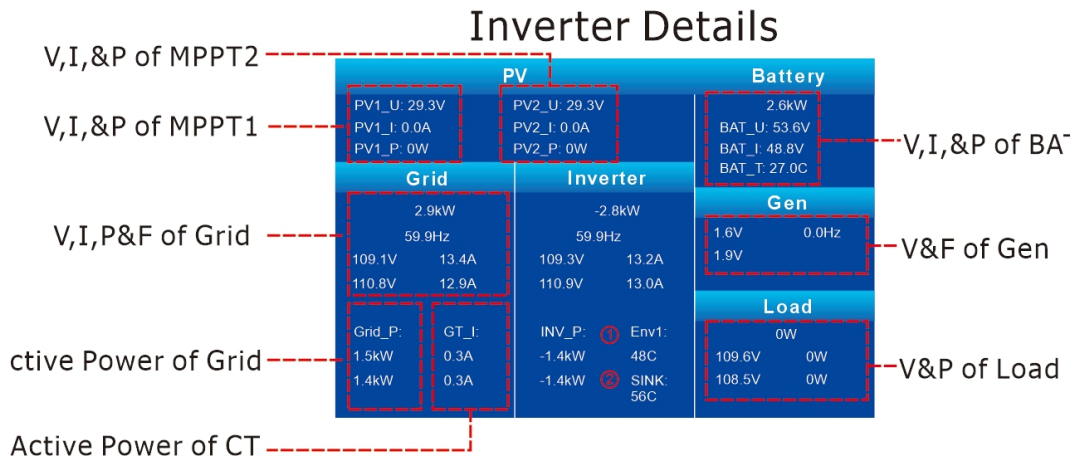 Inverter Details
V,I,&P of MPPT2
V,I,&P of MPPT1
PV
PV1_U: 29.3V
PV1_I: 0.0A
PV1_P: 0W
PV2_U: 29.3V
PV2_I: 0.0A
PV2_P: 0W
Battery
2.6kW
BAT_U: 53.6V
BAT_I: 48.8V
BAT_T: 27.0C
V,I,&P of BAT
V,I,P&F of Grid
Grid
2.9kW
59.9Hz
109.1V 13.4A
110.8V 12.9A
Inverter
-2.8kW
59.9Hz
109.3V 13.2A
110.9V 13.0A
Gen
1.6V 0.0Hz
1.9V
V&F of Gen
ctive Power of Grid
Grid_P: GT_I:
1.5kW 0.3A
1.4kW 0.3A
INV_P: ① Env1:
-1.4kW 48C
-1.4kW ② SINK:
56C
Load
0W
109.6V 0W
108.5V 0W
V&P of Load
Active Power of CT